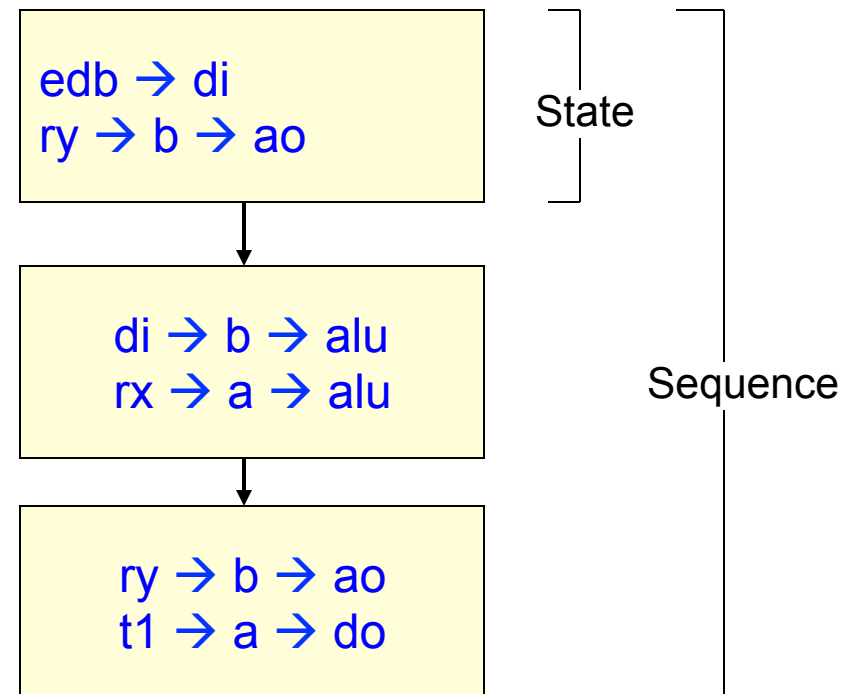 edb → di
ry → b → ao
State
di → b → alu
rx → a → alu
Sequence
ry → b → ao
t1 → a → do